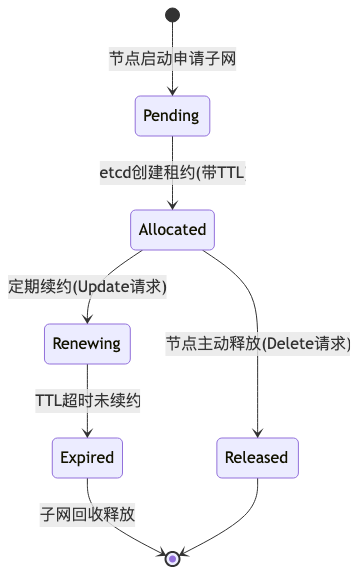 节点启动申请子网
Pending
etcd创建租约(带TTL)
Allocated
定期续约(Update请求)
节点主动释放(Delete请求)
Renewing
TTL超时未续约
Expired
Released
子网回收释放